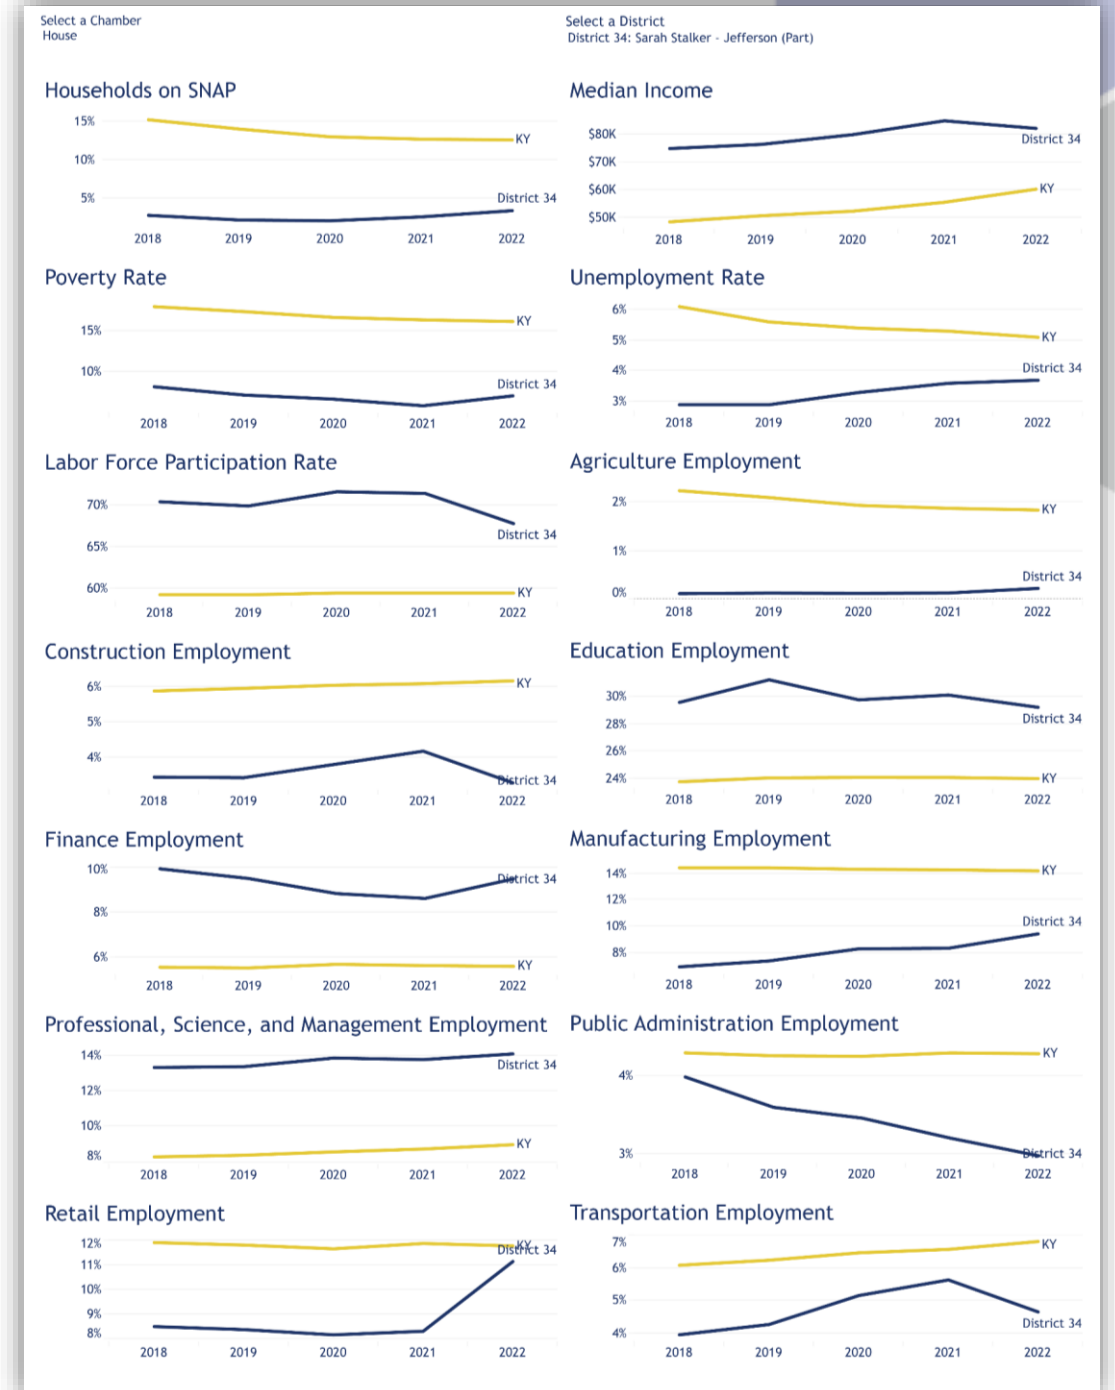 Select a Chamber
House
Select a District
District 34: Sarah Stalker - Jefferson (Part)
Households on SNAP
15%
10%
5%
KY
District 34
2018 2019 2020 2021 2022
Median Income
$80K
$70K
$60K
$50K
District 34
KY
2018 2019 2020 2021 2022
Poverty Rate
15%
10%
KY
District 34
2018 2019 2020 2021 2022
Unemployment Rate
6%
5%
4%
3%
KY
District 34
2018 2019 2020 2021 2022
Labor Force Participation Rate
70%
65%
60%
District 34
KY
2018 2019 2020 2021 2022
Agriculture Employment
2%
1%
0%
KY
District 34
2018 2019 2020 2021 2022
Construction Employment
6%
5%
4%
KY
District 34
2018 2019 2020 2021 2022
Education Employment
30%
28%
26%
24%
District 34
KY
2018 2019 2020 2021 2022
Finance Employment
10%
8%
6%
District 34
KY
2018 2019 2020 2021 2022
Manufacturing Employment
14%
12%
10%
8%
KY
District 34
2018 2019 2020 2021 2022
Professional, Science, and Management Employment
14%
12%
10%
8%
District 34
KY
2018 2019 2020 2021 2022
Public Administration Employment
4%
3%
KY
District 34
2018 2019 2020 2021 2022
Retail Employment
12%
11%
10%
9%
8%
KY
District 34
2018 2019 2020 2021 2022
Transportation Employment
7%
6%
5%
4%
KY
District 34
2018 2019 2020 2021 2022